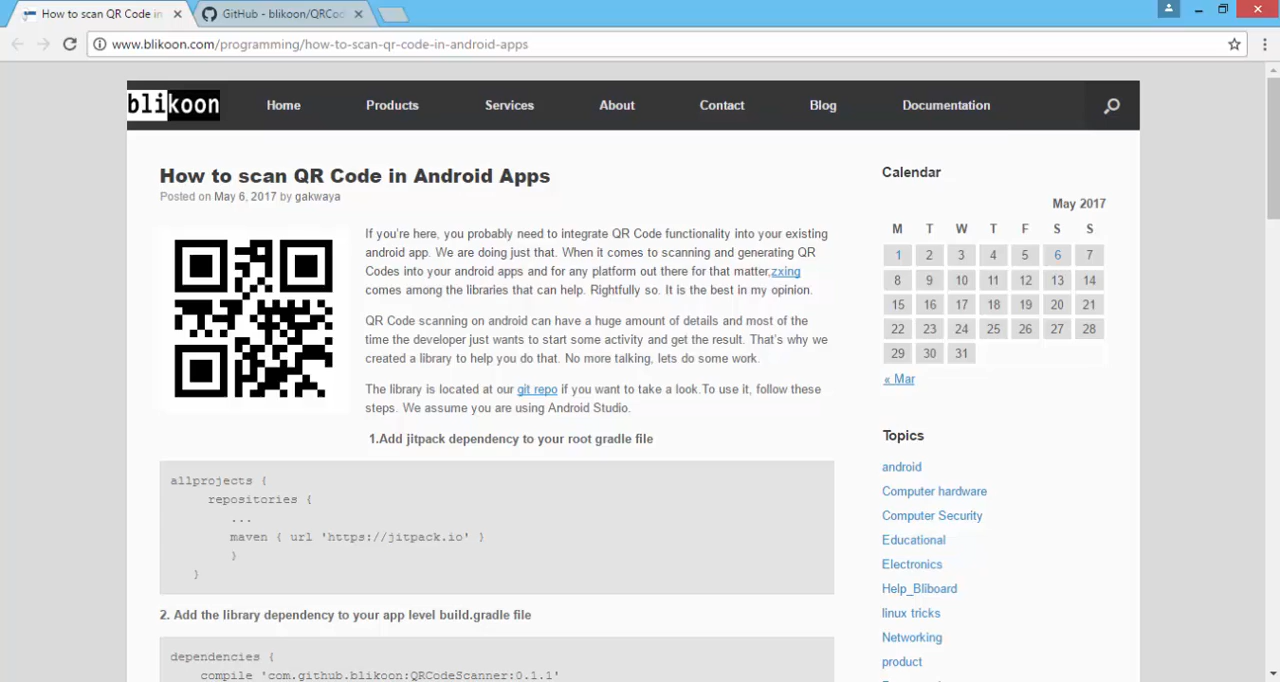 How to scan QR Code in
GitHub - blikoon/QRCod
www.blikoon.com/programming/how-to-scan-qr-code-in-android-apps
blikoon
Home Products Services About Contact Blog Documentation
How to scan QR Code in Android Apps
Posted on May 6, 2017 by gakwaya
If you're here, you probably need to integrate QR Code functionality into your existing
android app. We are doing just that. When it comes to scanning and generating QR
Codes into your android apps and for any platform out there for that matter,zxing
comes among the libraries that can help. Rightfully so. It is the best in my opinion.
QR Code scanning on android can have a huge amount of details and most of the
time the developer just wants to start some activity and get the result. That's why we
created a library to help you do that. No more talking, lets do some work.
The library is located at our git repo if you want to take a look.To use it, follow these
steps. We assume you are using Android Studio.
1.Add jitpack dependency to your root gradle file
allprojects {
repositories {
...
maven { url 'https://jitpack.io' }
}
}
2. Add the library dependency to your app level build.gradle file
dependencies {
compile 'com.github.blikoon:QRCodeScanner:0.1.1'
Calendar
May 2017
M T W T F S S
1 2 3 4 5 6 7
8 9 10 11 12 13 14
15 16 17 18 19 20 21
22 23 24 25 26 27 28
29 30 31
« Mar
Topics
android
Computer hardware
Computer Security
Educational
Electronics
Help_Bliboard
linux tricks
Networking
product